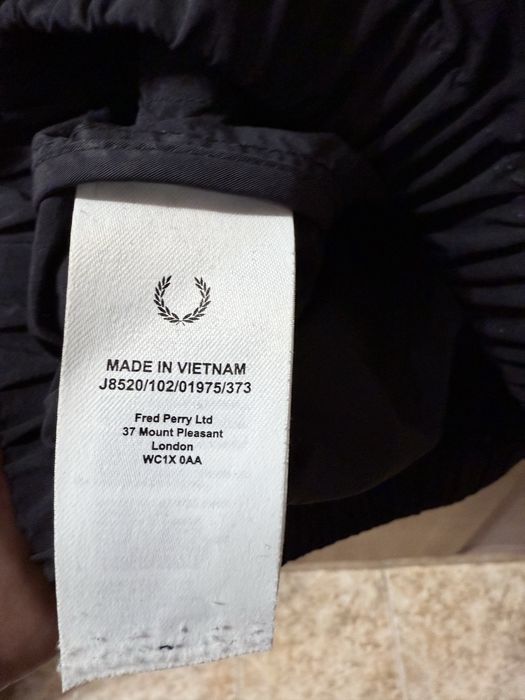 MADE IN VIETNAM
J8520/102/01975/373
Fred Perry Ltd
37 Mount Pleasant
London
WC1X 0AA